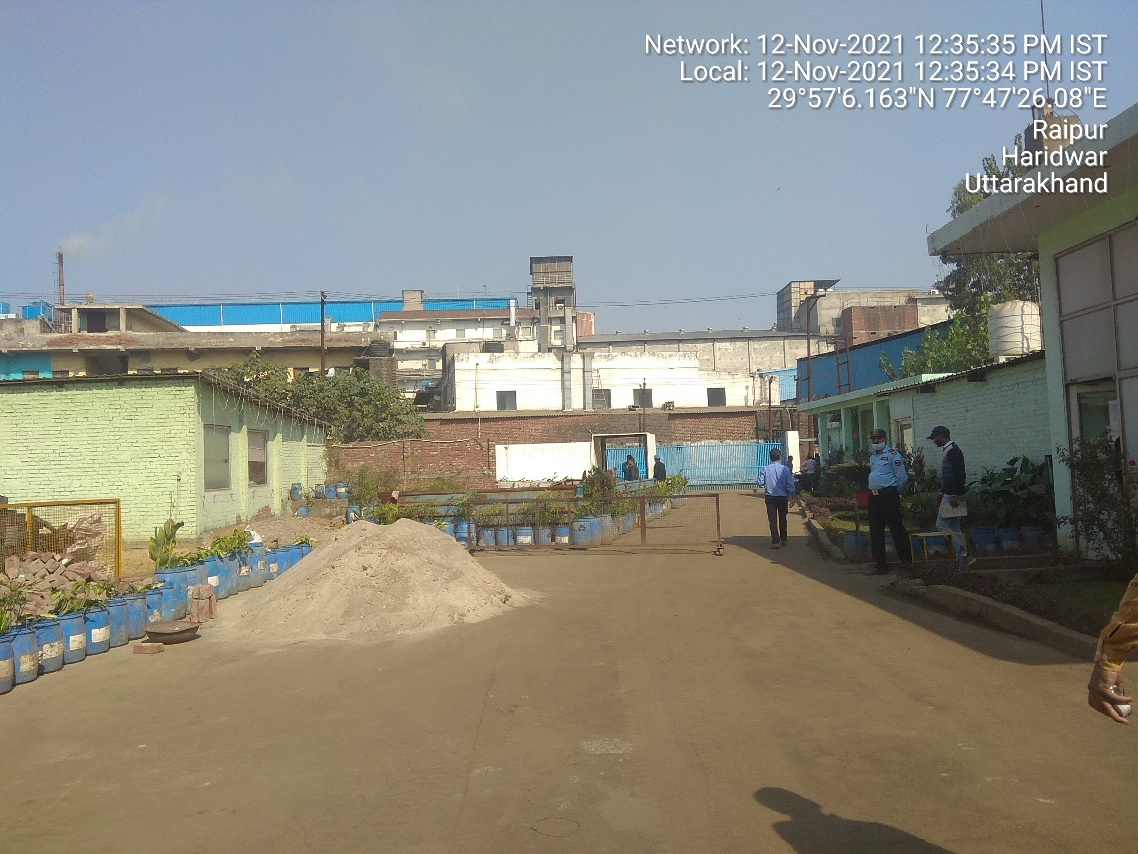 Network: 12-Nov-2021 12:35:35 PM IST
Local: 12-Nov-2021 12:35:34 PM IST
29°57'6.163"N 77°47'26.08"E
Raipur
Haridwar
Uttarakhand